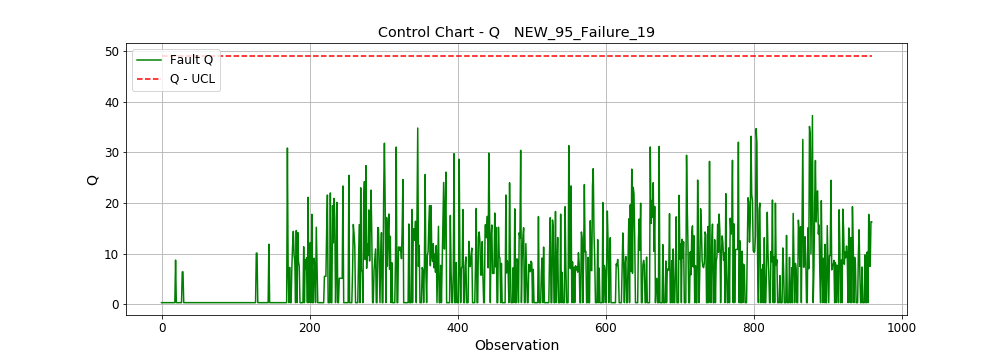 Control Chart - Q   NEW_95_Failure_19
50
40
30
20
10
0
Q
Fault Q
Q - UCL
0 200 400 600 800 1000
Observation